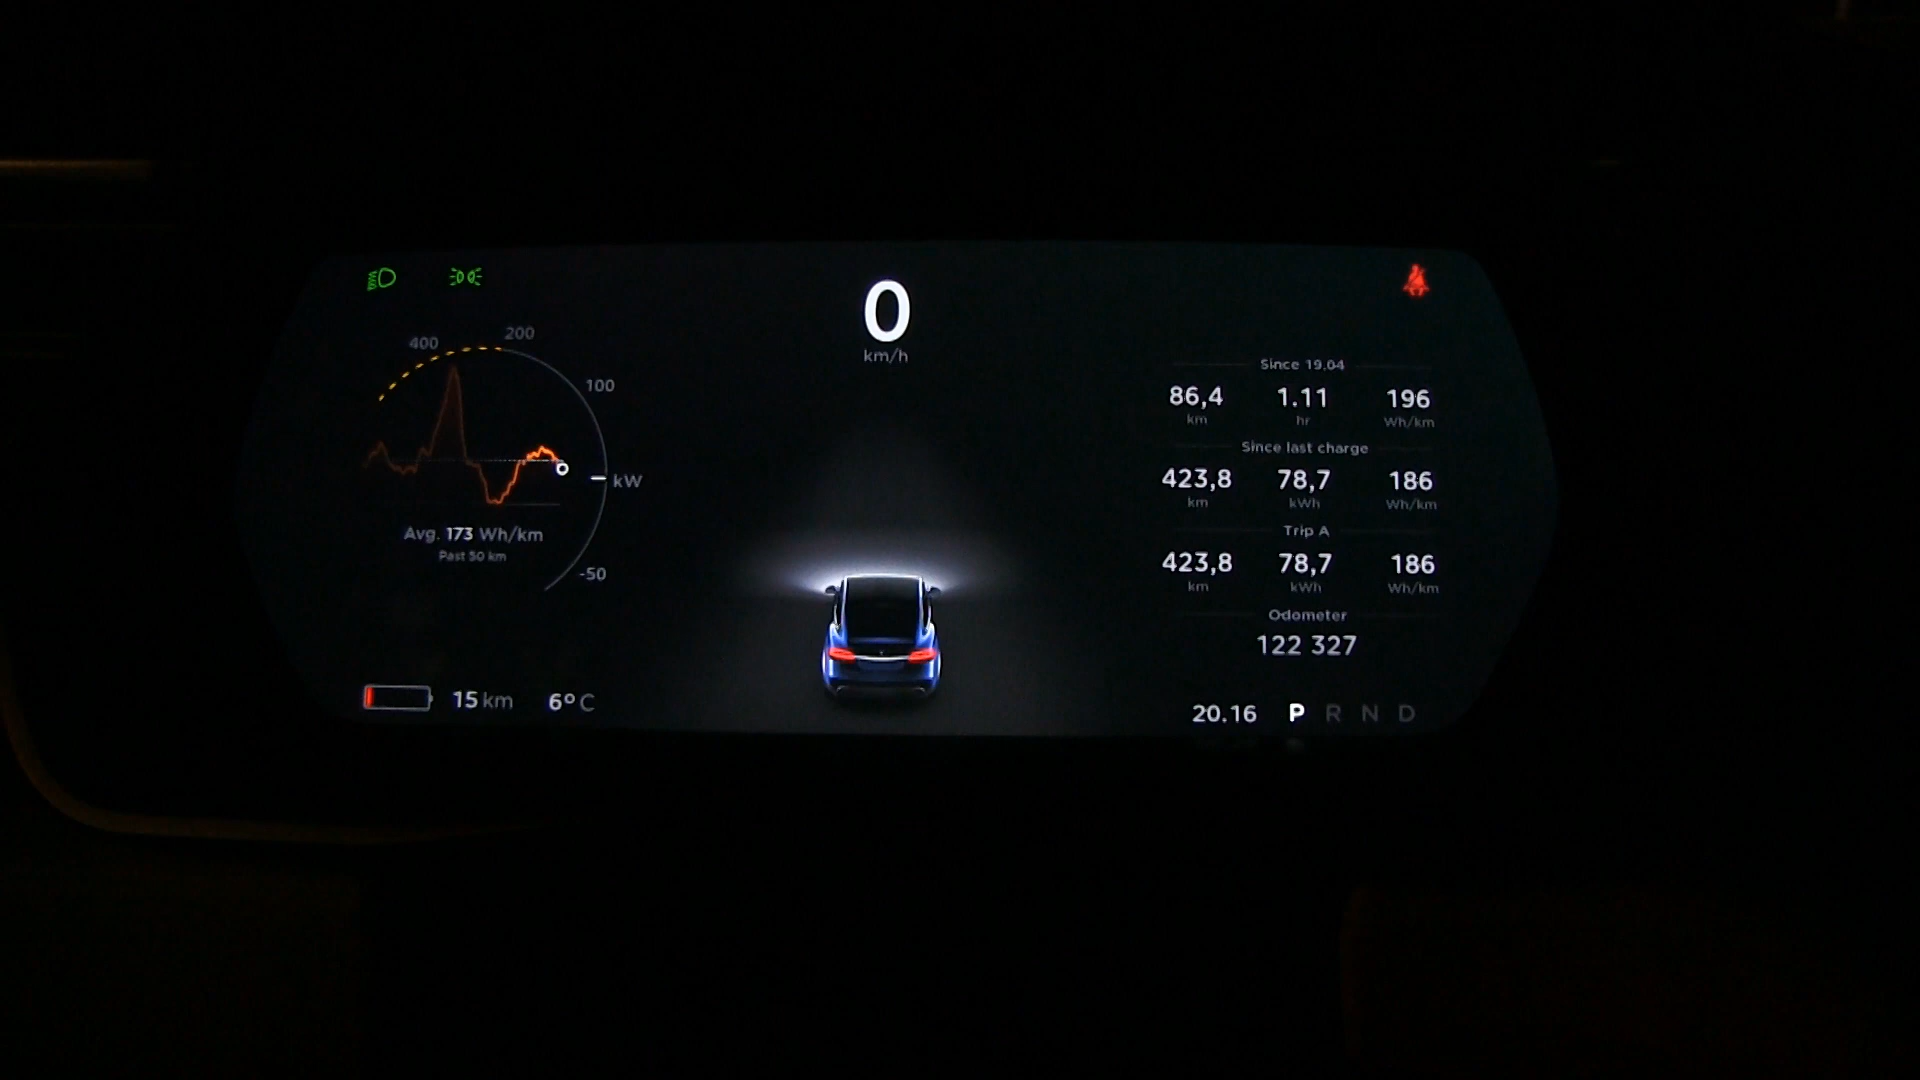 0
km/h
400
200
100
kW
-50
Avg. 173 Wh/km
Past 50 km
15 km 6° C
Since 19.04
86,4 1.11 196
km hr Wh/km
Since last charge
423,8 78,7 186
km kWh Wh/km
Trip A
423,8 78,7 186
km kWh Wh/km
Odometer
122 327
20.16 P R N D